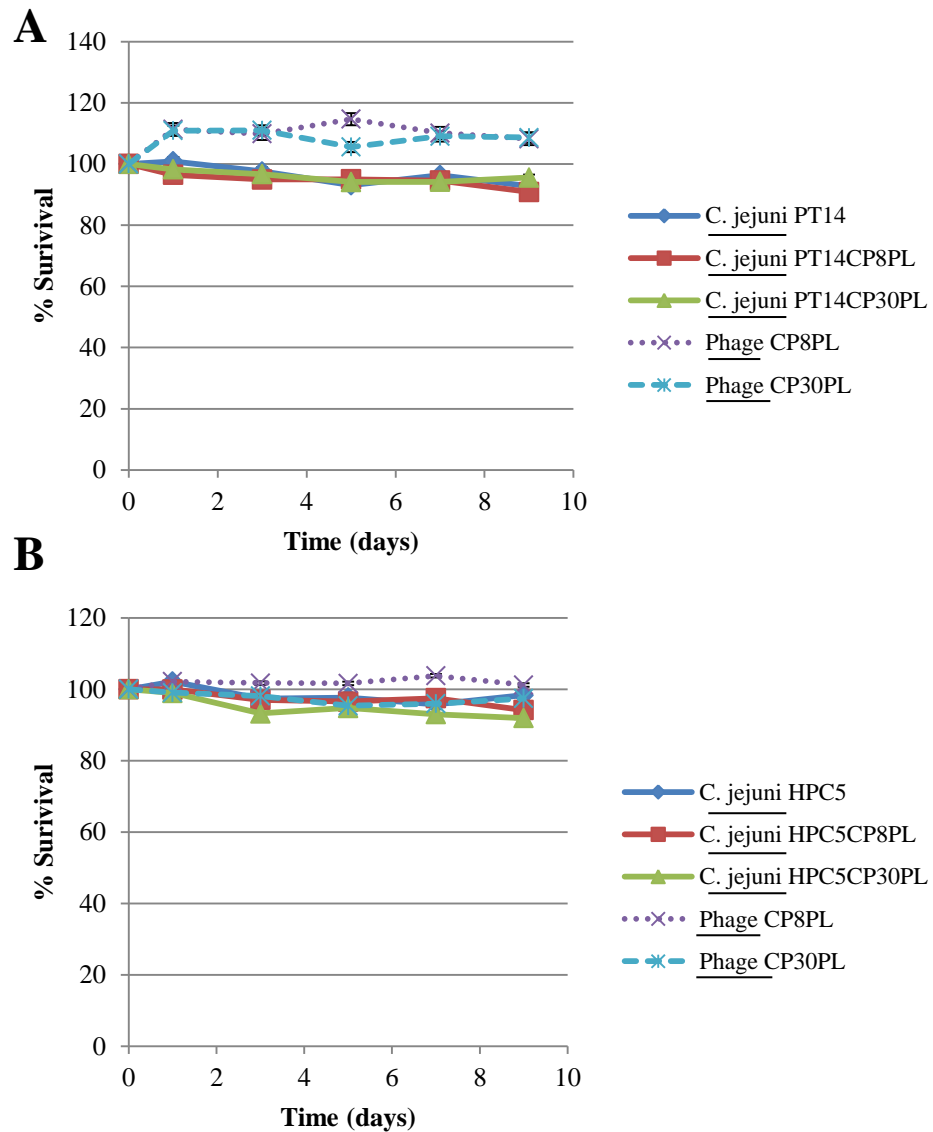 A
140
120
100
80
60
40
20
0
% Surivival
0 2 4 6 8 10
Time (days)
C. jejuni PT14
C. jejuni PT14CP8PL
C. jejuni PT14CP30PL
Phage CP8PL
Phage CP30PL
B
120
100
80
60
40
20
0
% Survival
0 2 4 6 8 10
Time (days)
C. jejuni HPC5
C. jejuni HPC5CP8PL
C. jejuni HPC5CP30PL
Phage CP8PL
Phage CP30PL